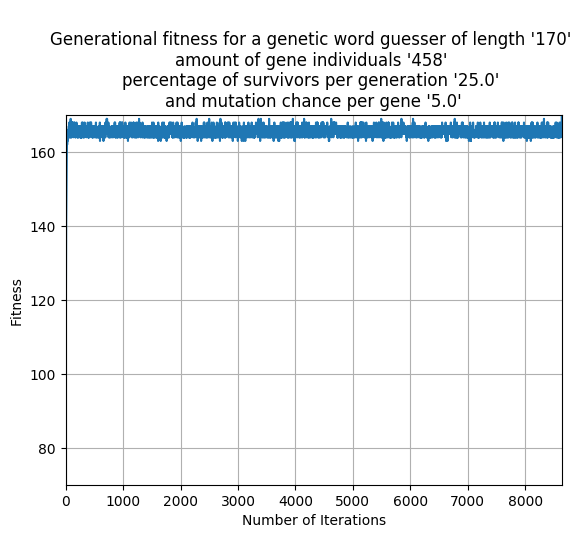 Generational fitness for a genetic word guesser of length '170'
amount of gene individuals '458'
percentage of survivors per generation '25.0'
and mutation chance per gene '5.0'
160
140
120
100
80
Fitness
0 1000 2000 3000 4000 5000 6000 7000 8000
Number of Iterations